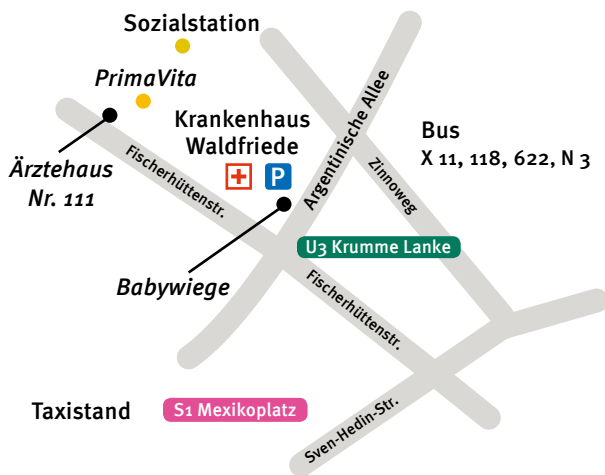 Sozialstation
PrimaVita
Krankenhaus
Waldfriede
P
Argentinische Allee
Bus
X 11, 118, 622, N 3
Ärztehaus
Nr. 111
Fischerhüttenstr.
Zinnoweg
U3 Krumme Lanke
Babywiege
Fischerhüttenstr.
Taxistand
S1 Mexikoplatz
Sven-Hedin-Str.